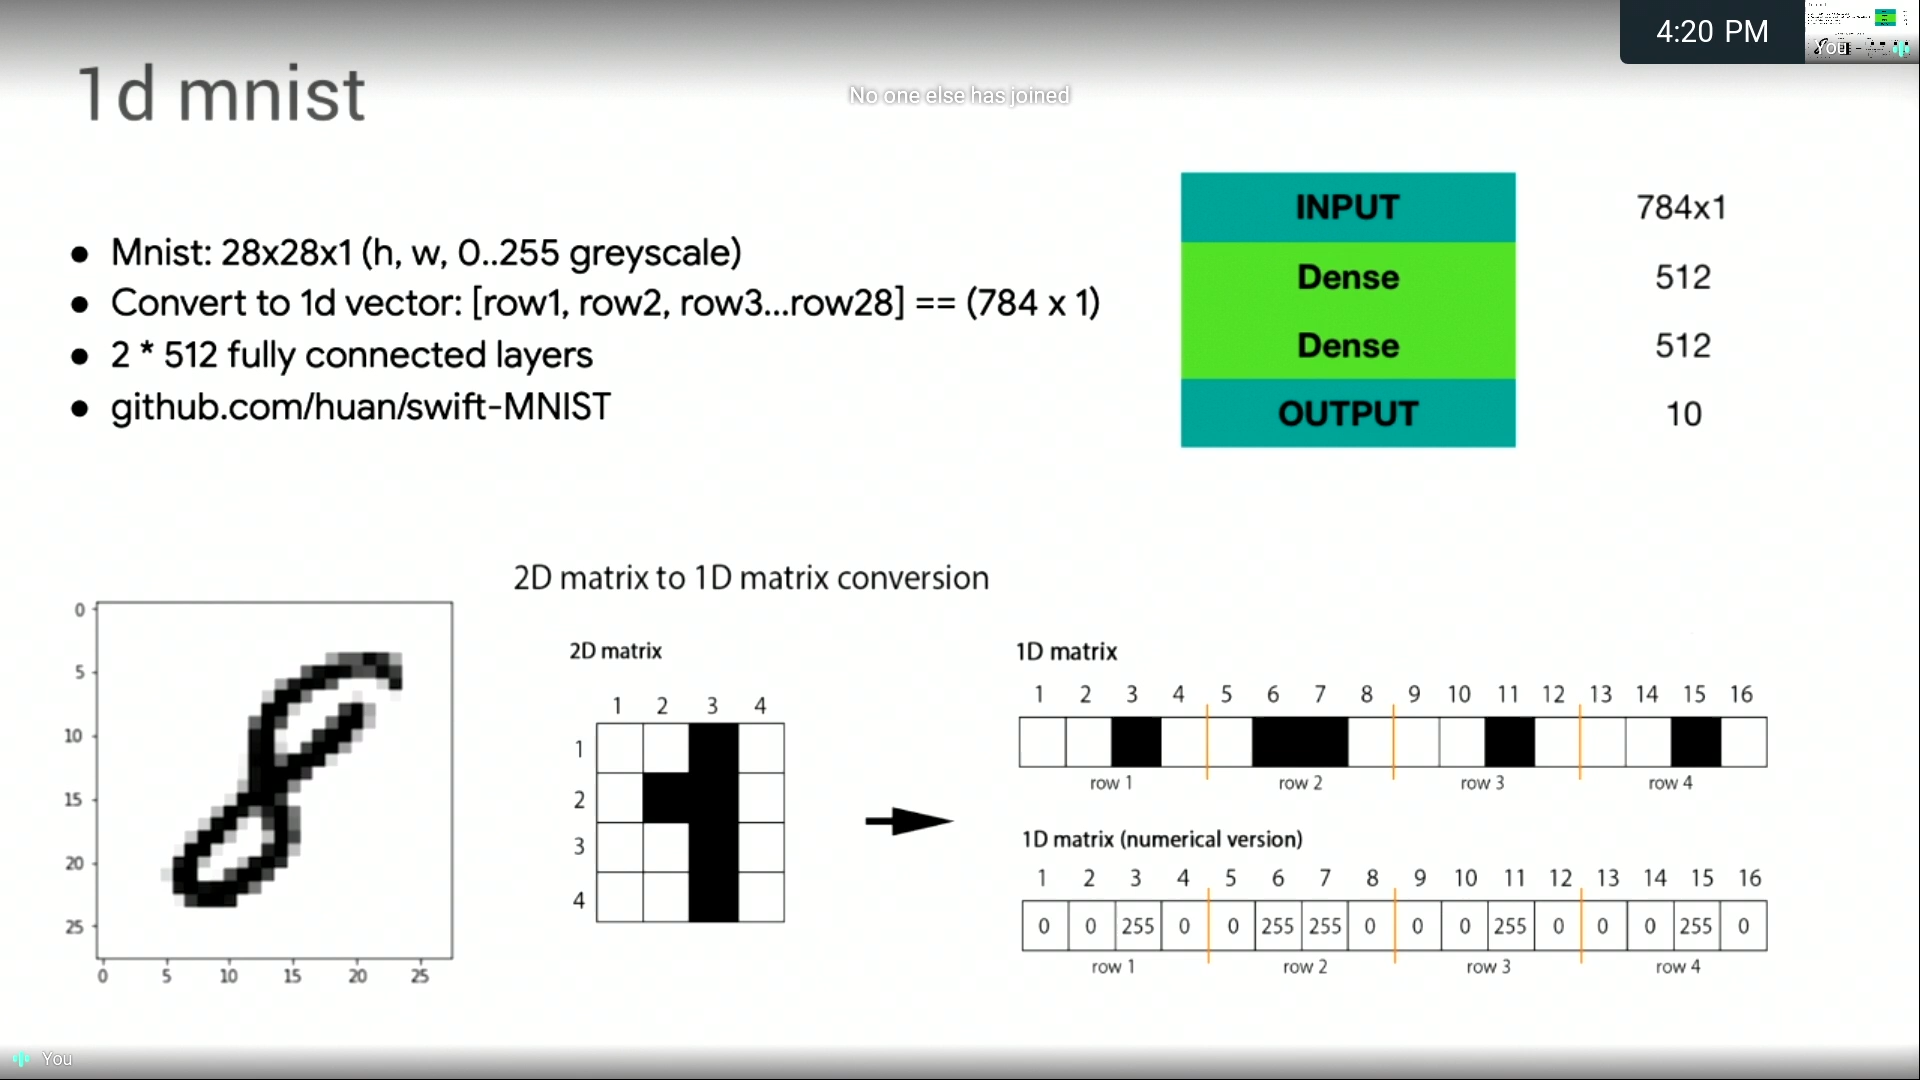 4:20 PM
You
1d mnist
No one else has joined
● Mnist: 28x28x1 (h, w, 0..255 greyscale)
● Convert to 1d vector: [row1, row2, row3...row28] == (784 x 1)
● 2 * 512 fully connected layers
● github.com/huan/swift-MNIST
INPUT 784x1
Dense 512
Dense 512
OUTPUT 10
2D matrix to 1D matrix conversion
0
5
10
15
20
25
0 5 10 15 20 25
2D matrix
1 2 3 4
1
2
3
4
1D matrix
1 2 3 4 5 6 7 8 9 10 11 12 13 14 15 16
row 1 row 2 row 3 row 4
1D matrix (numerical version)
1 2 3 4 5 6 7 8 9 10 11 12 13 14 15 16
0 0 255 0 0 255 255 0 0 0 255 0 0 0 255 0
row 1 row 2 row 3 row 4
You